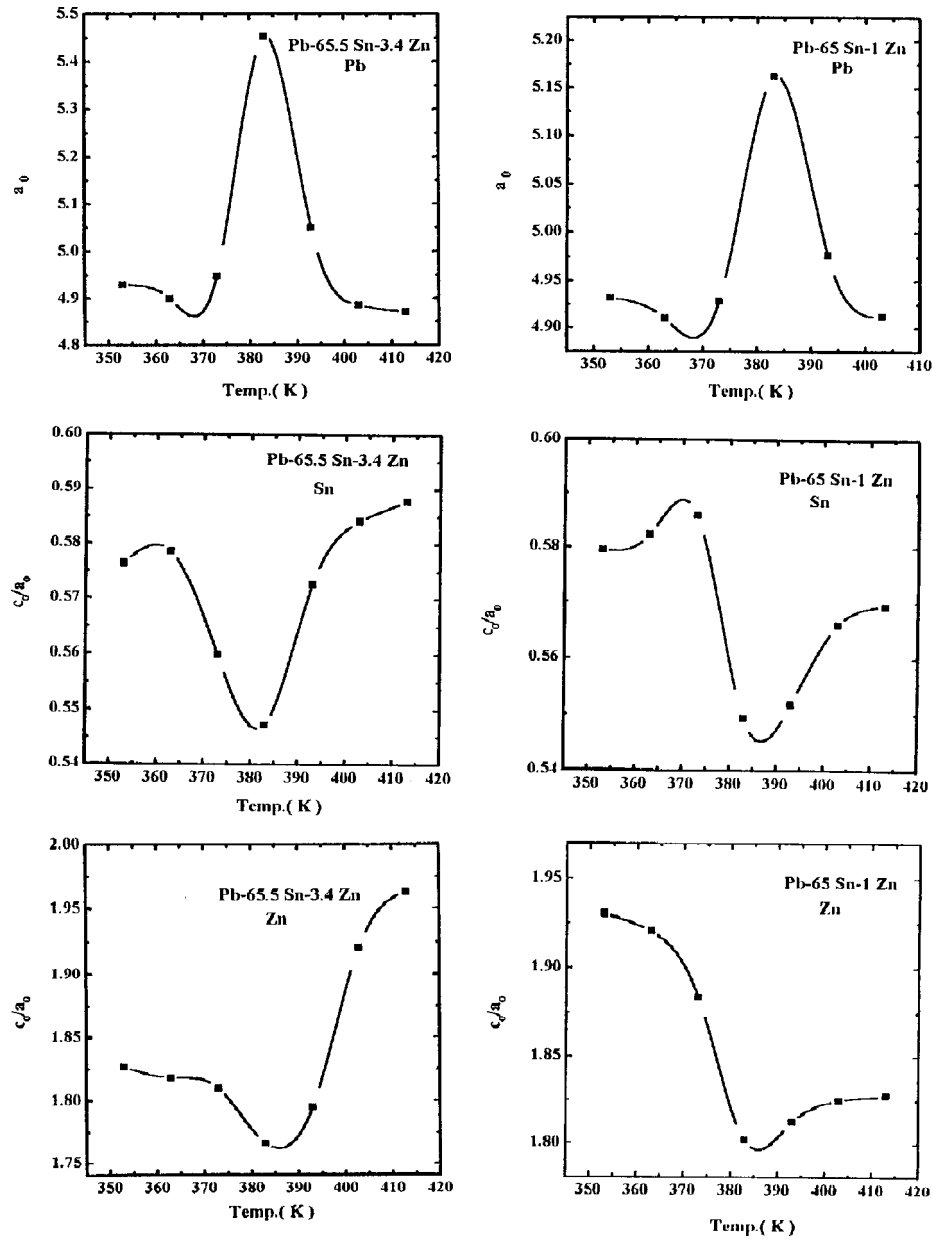 5.5
5.4
5.3
5.2
5.1
5.0
4.9
4.8
a₀
Pb-65.5 Sn-3.4 Zn
Pb
350 360 370 380 390 400 410 420
Temp.( K )
5.20
5.15
5.10
5.05
5.00
4.95
4.90
a₀
Pb-65 Sn-1 Zn
Pb
350 360 370 380 390 400 410
Temp.( K )
0.60
0.59
0.58
0.57
0.56
0.55
0.54
c₀/a₀
Pb-65.5 Sn-3.4 Zn
Sn
350 360 370 380 390 400 410 420
Temp.( K )
0.60
0.58
0.56
0.54
c₀/a₀
Pb-65 Sn-1 Zn
Sn
350 360 370 380 390 400 410 420
2.00
1.95
1.90
1.85
1.80
1.75
c₀/a₀
Pb-65.5 Sn-3.4 Zn
Zn
350 360 370 380 390 400 410 420
Temp.( K )
1.95
1.90
1.85
1.80
c₀/a₀
Pb-65 Sn-1 Zn
Zn
350 360 370 380 390 400 410 420
Temp.( K )